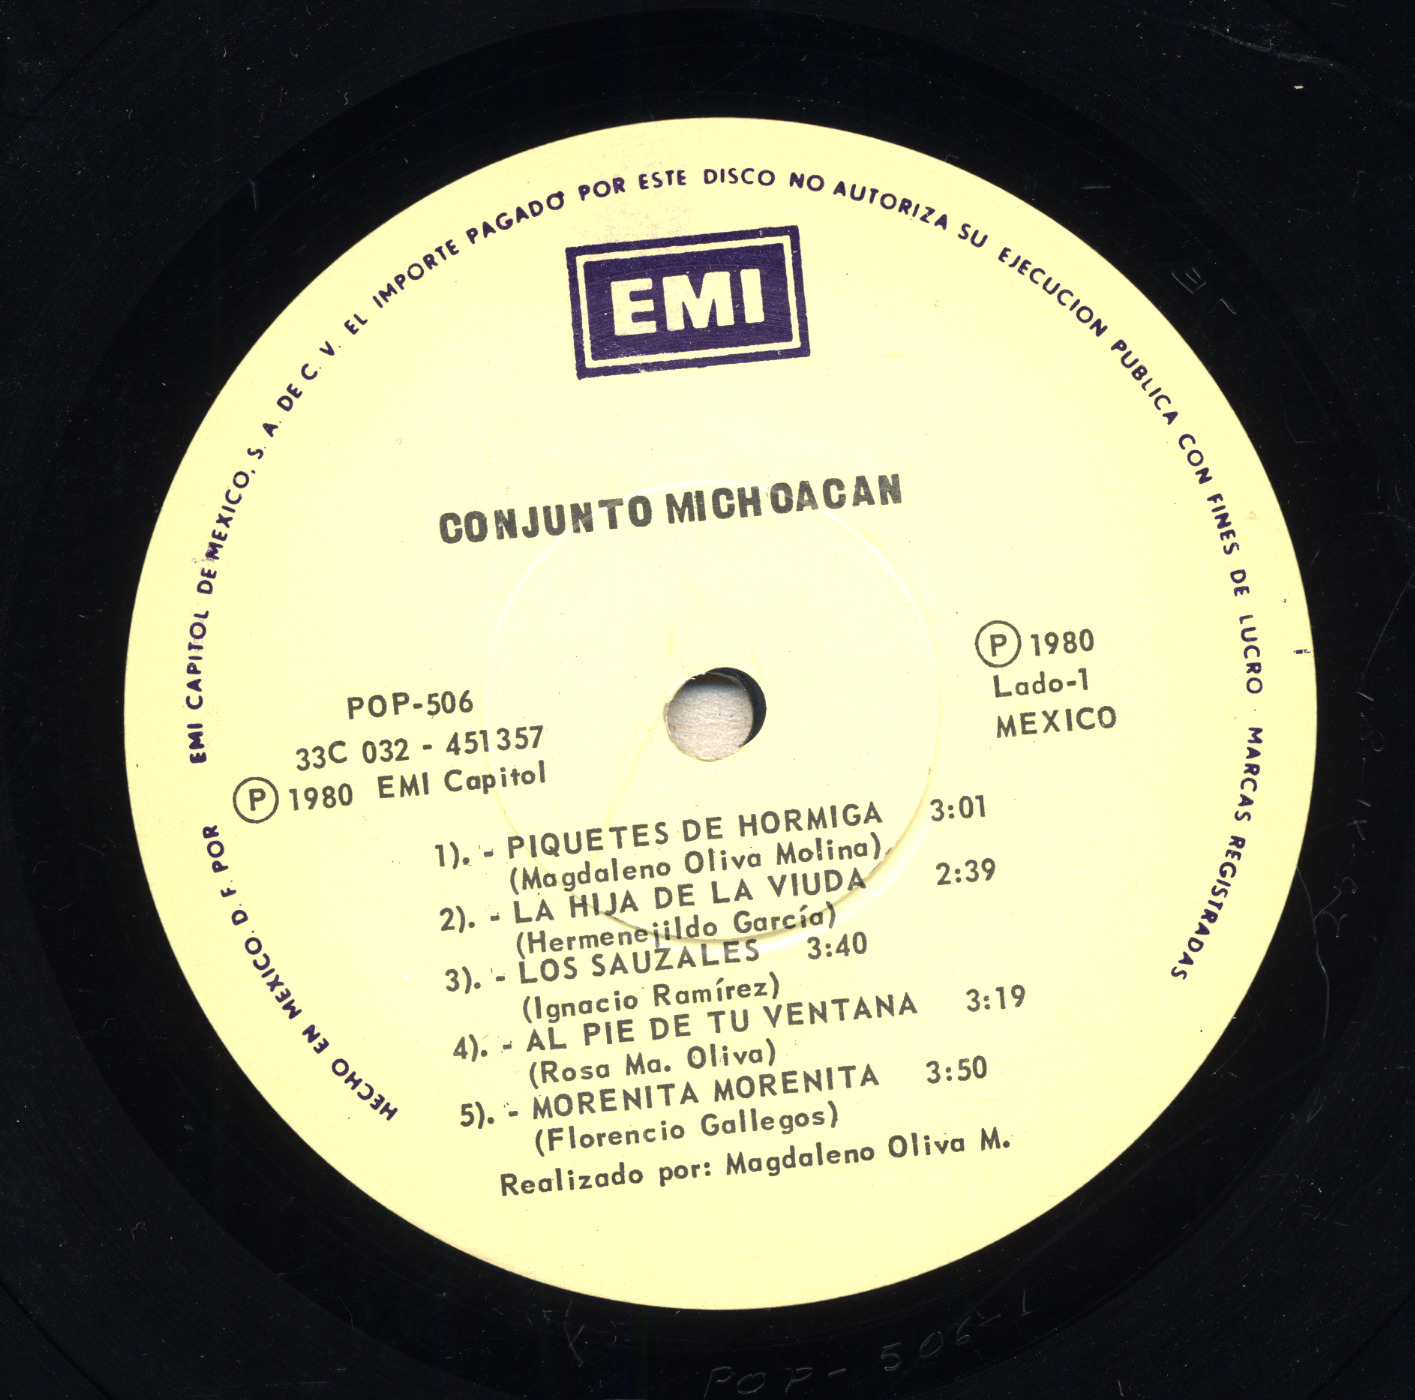 HECHO EN MEXICO. D. F. POR EMI CAPITOL DE MEXICO, S. A. DE C. V. EL IMPORTE PAGADO POR ESTE DISCO NO AUTORIZA SU EJECUCION PUBLICA CON FINES DE LUCRO · MARCAS REGISTRADAS
EMI
CONJUNTO MICHOACAN
POP-506
33C 032 - 451357
Ⓟ 1980 EMI Capitol
Ⓟ 1980
Lado-1
MEXICO
1). - PIQUETES DE HORMIGA 3:01
(Magdaleno Oliva Molina)
2). - LA HIJA DE LA VIUDA 2:39
(Hermenejildo García)
3). - LOS SAUZALES 3:40
(Ignacio Ramírez)
4). - AL PIE DE TU VENTANA 3:19
(Rosa Ma. Oliva)
5). - MORENITA MORENITA 3:50
(Florencio Gallegos)
Realizado por: Magdaleno Oliva M.
POP-506-1